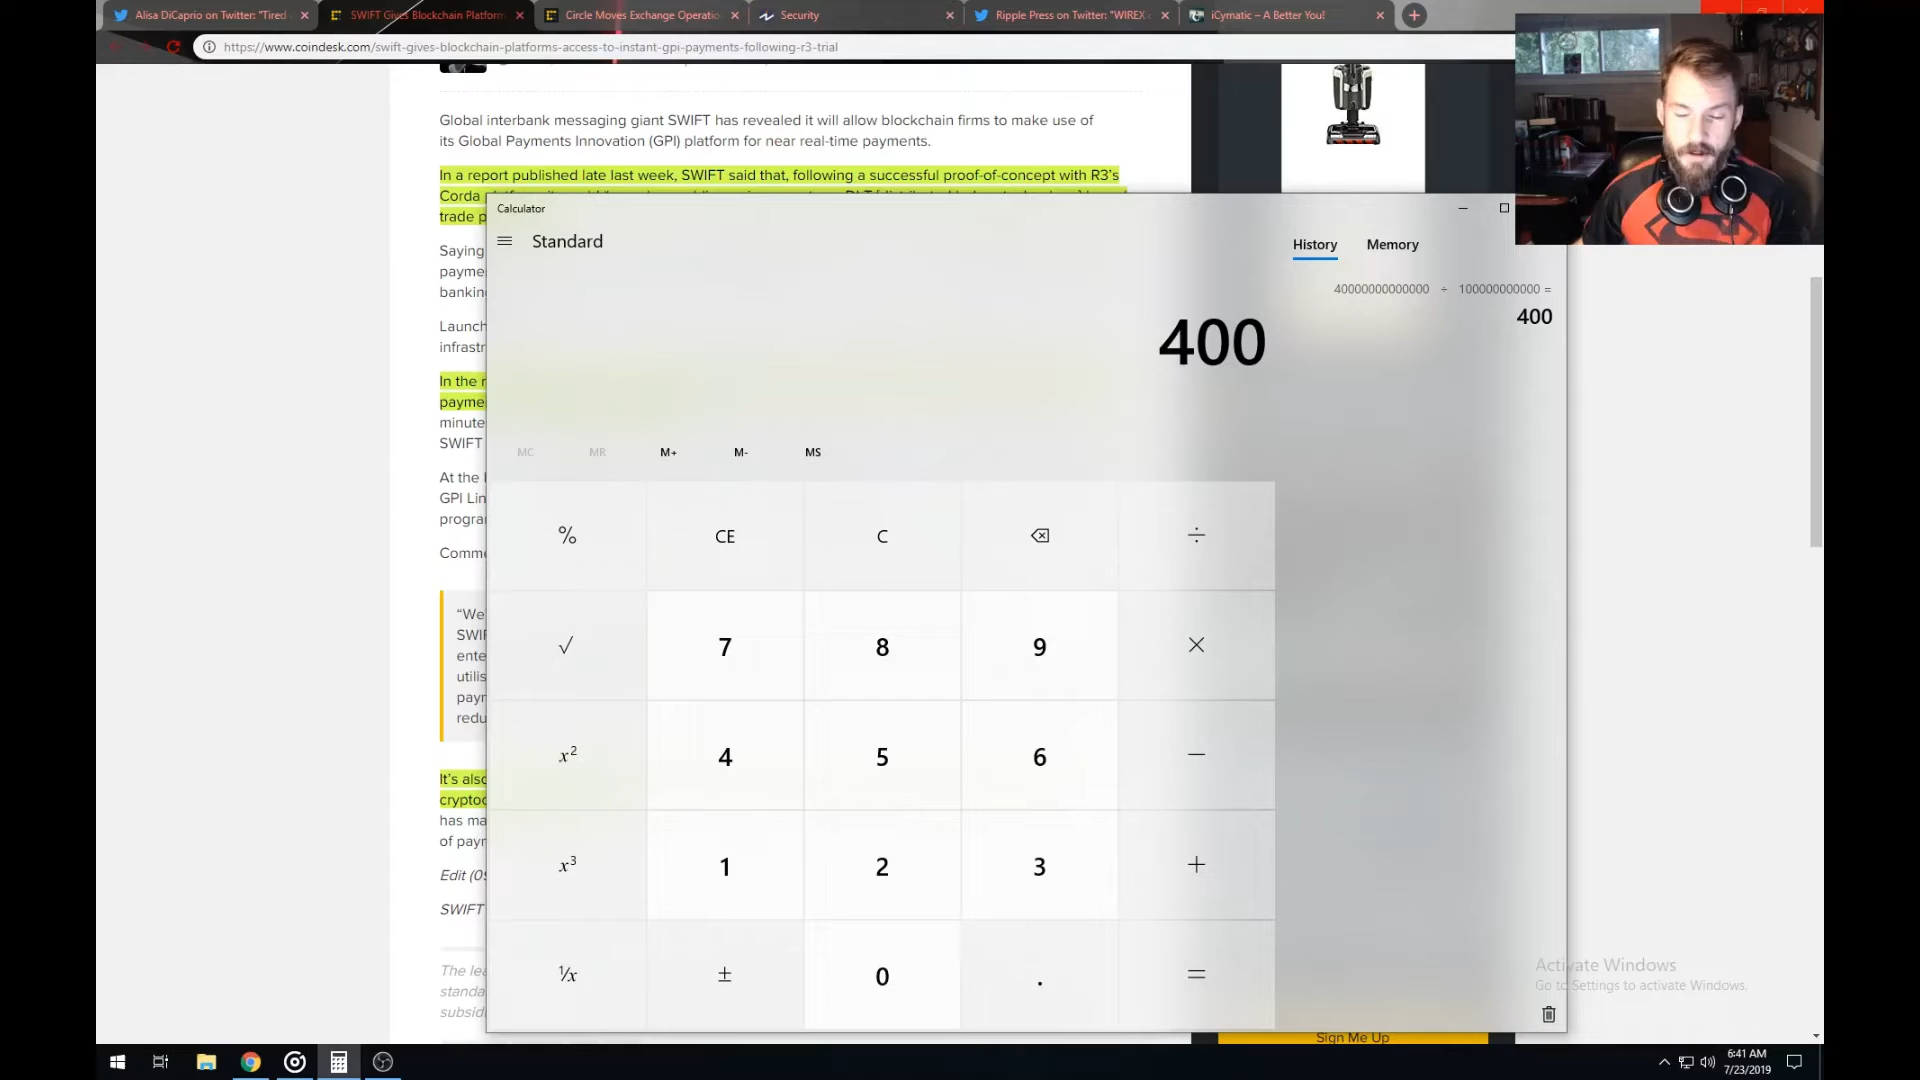 Alisa DiCaprio on Twitter: "Tired
SWIFT Gives Blockchain Platform
Circle Moves Exchange Operatio
Security
Ripple Press on Twitter: "WIREX
iCymatic – A Better You!
https://www.coindesk.com/swift-gives-blockchain-platforms-access-to-instant-gpi-payments-following-r3-trial
Global interbank messaging giant SWIFT has revealed it will allow blockchain firms to make use of
its Global Payments Innovation (GPI) platform for near real-time payments.
In a report published late last week, SWIFT said that, following a successful proof-of-concept with R3's
Corda
trade p
Saying
payme
bankin
Launch
infrastr
In the
payme
minute
SWIFT
At the
GPI Lin
progra
Comme
"We
SWIF
ente
utilis
payn
redu
It's also
cryptoc
has ma
of payn
Edit (09
SWIFT
The lea
standa
subsid
Calculator
Standard
History
Memory
40000000000000 ÷ 100000000000 =
400
400
MC
MR
M+
M-
MS
%
CE
C
÷
√
7
8
9
×
x²
4
5
6
−
x³
1
2
3
+
¹/x
±
0
.
=
Activate Windows
Go to Settings to activate Windows.
Sign Me Up
6:41 AM
7/23/2019